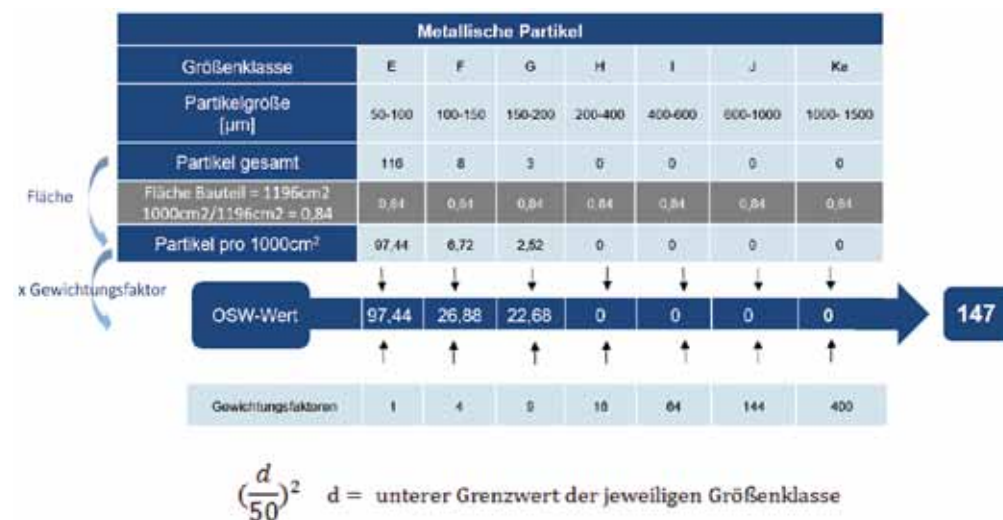 Metallische Partikel
Größenklasse E F G H I J Ka
Partikelgröße
[µm] 50-100 100-150 150-200 200-400 400-600 600-1000 1000- 1500
Partikel gesamt 116 8 3 0 0 0 0
Fläche
Fläche Bauteil = 1196cm2
1000cm2/1196cm2 = 0,84 0,84 0,84 0,84 0,84 0,84 0,84 0,84
Partikel pro 1000cm² 97,44 6,72 2,52 0 0 0 0
x Gewichtungsfaktor
OSW-Wert 97,44 26,88 22,68 0 0 0 0 147
Gewichtungsfaktoren 1 4 9 16 64 144 400
(d/50)² d = unterer Grenzwert der jeweiligen Größenklasse